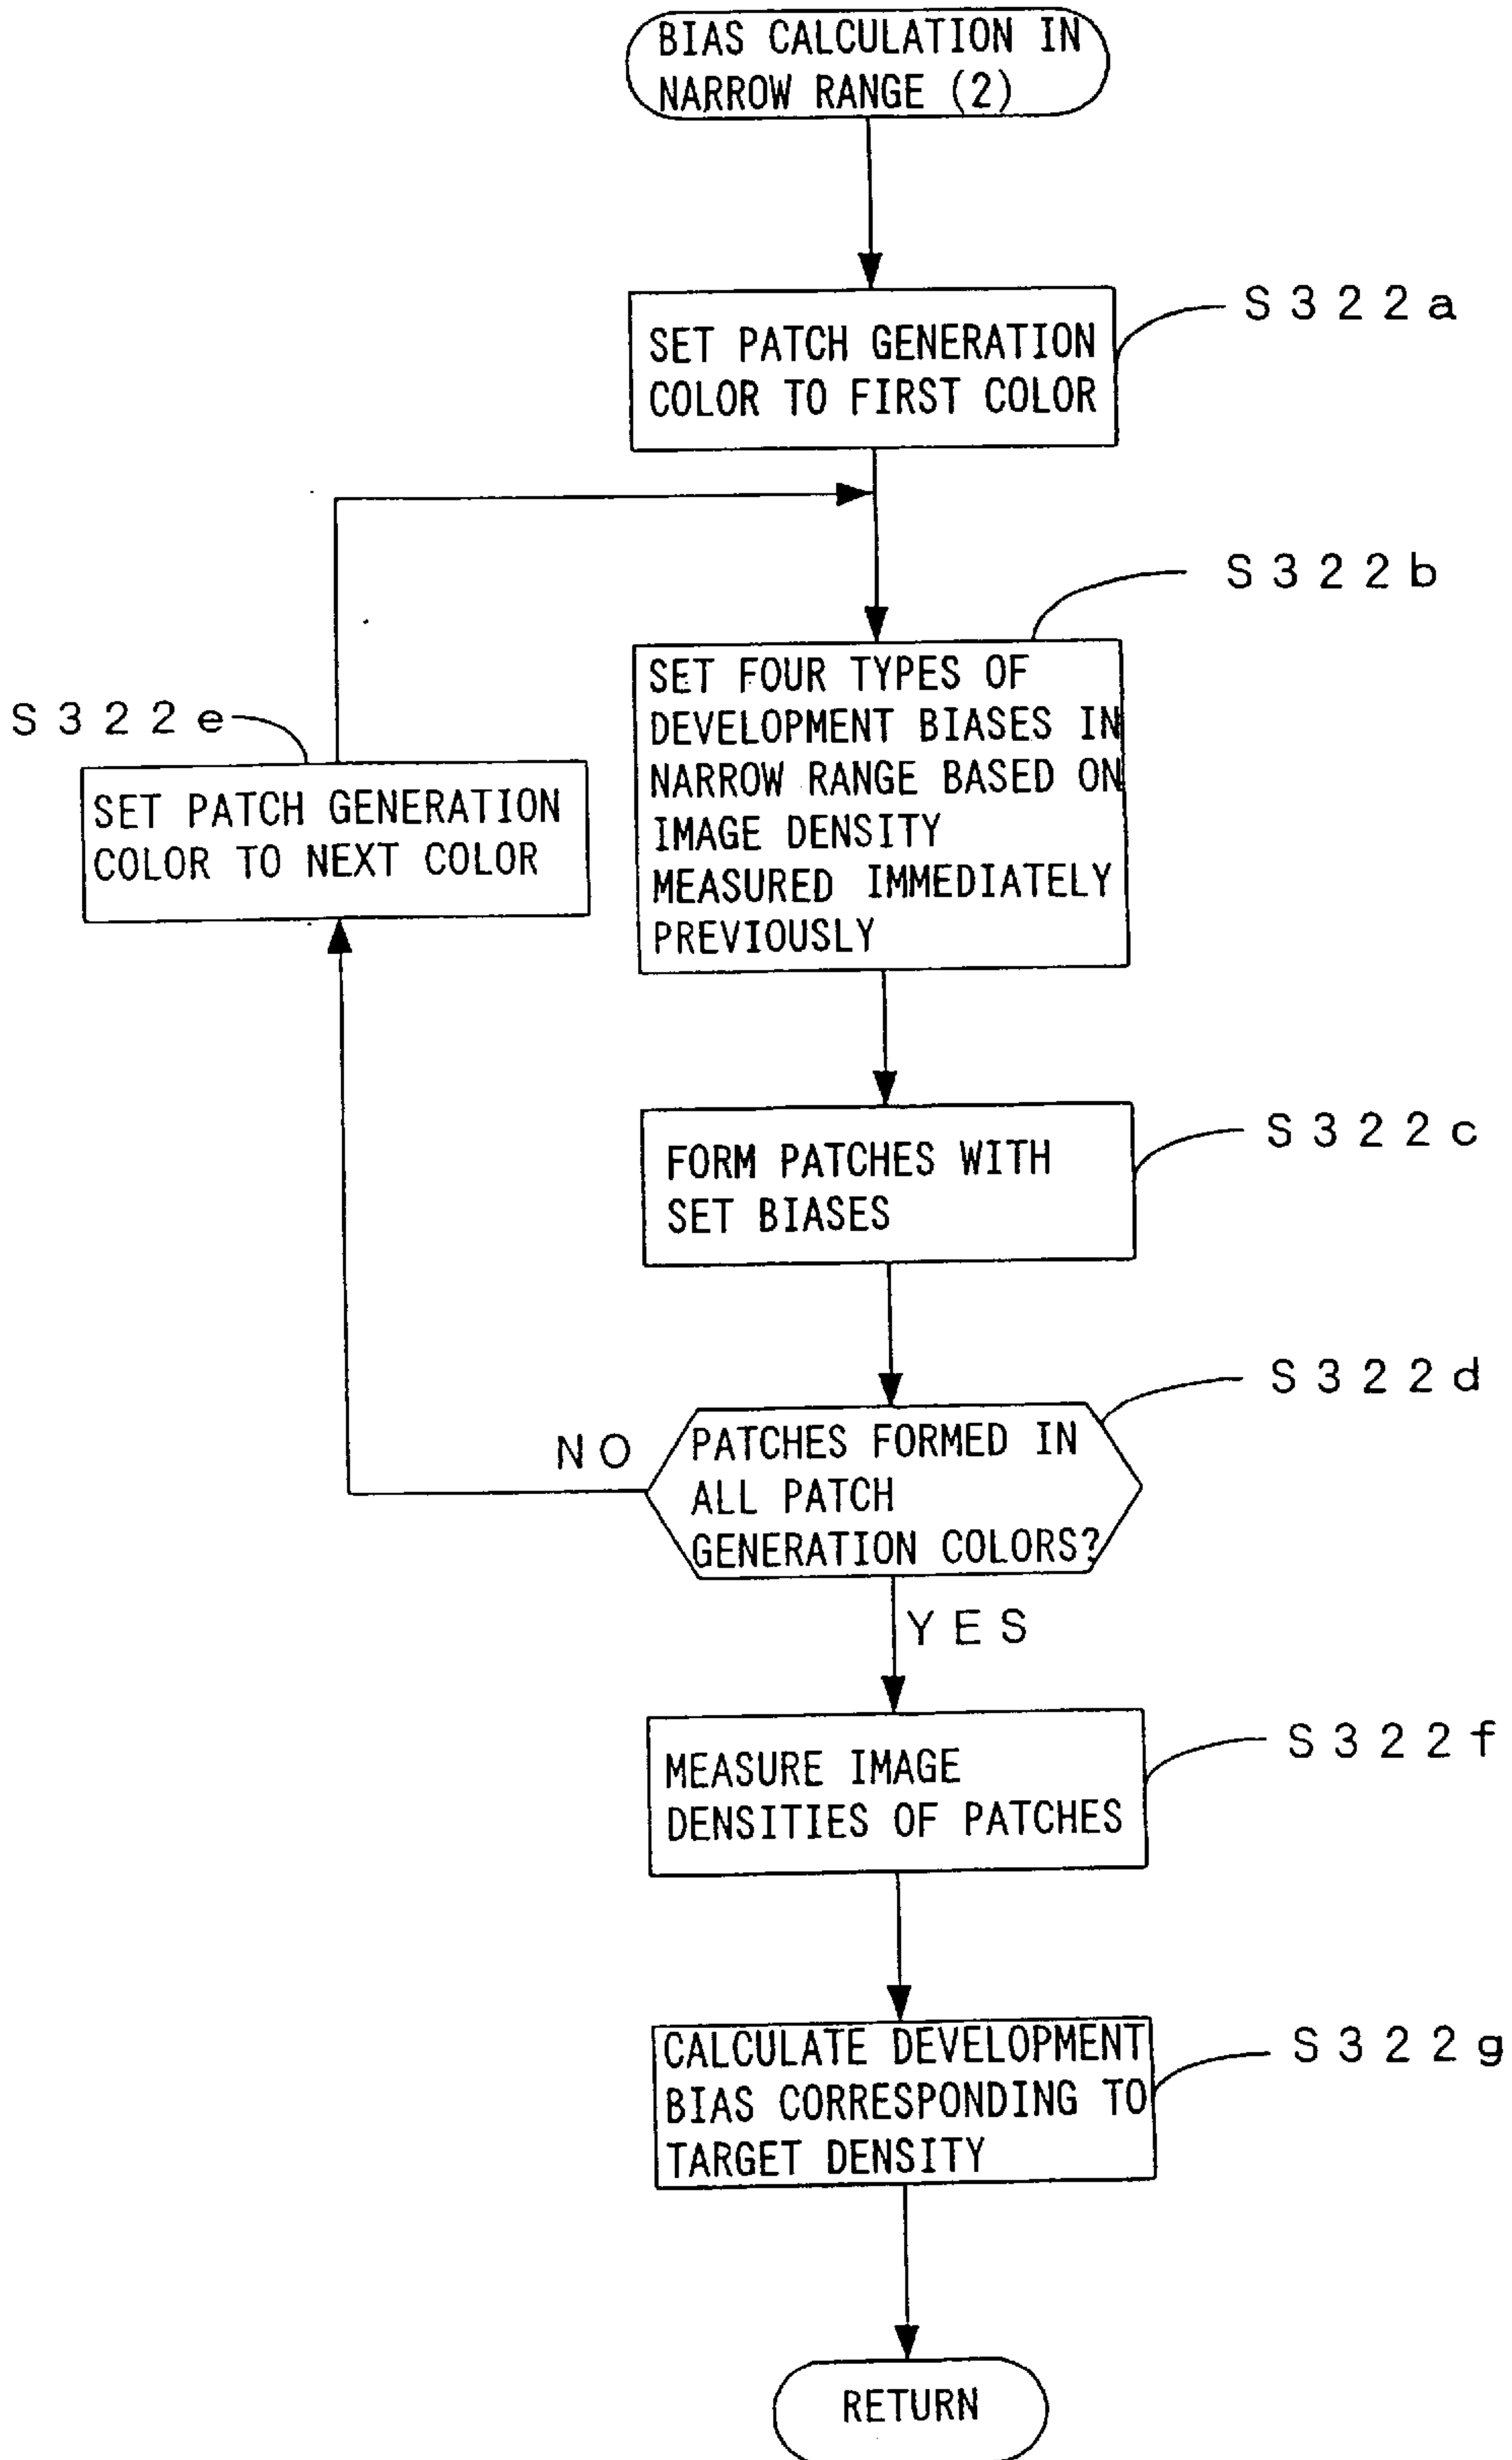 BIAS CALCULATION IN
NARROW RANGE (2)
S322a
SET PATCH GENERATION
COLOR TO FIRST COLOR
S322b
SET FOUR TYPES OF
DEVELOPMENT BIASES IN
NARROW RANGE BASED ON
IMAGE DENSITY
MEASURED IMMEDIATELY
PREVIOUSLY
S322e
SET PATCH GENERATION
COLOR TO NEXT COLOR
S322c
FORM PATCHES WITH
SET BIASES
S322d
PATCHES FORMED IN
ALL PATCH
GENERATION COLORS?
NO
YES
S322f
MEASURE IMAGE
DENSITIES OF PATCHES
S322g
CALCULATE DEVELOPMENT
BIAS CORRESPONDING TO
TARGET DENSITY
RETURN